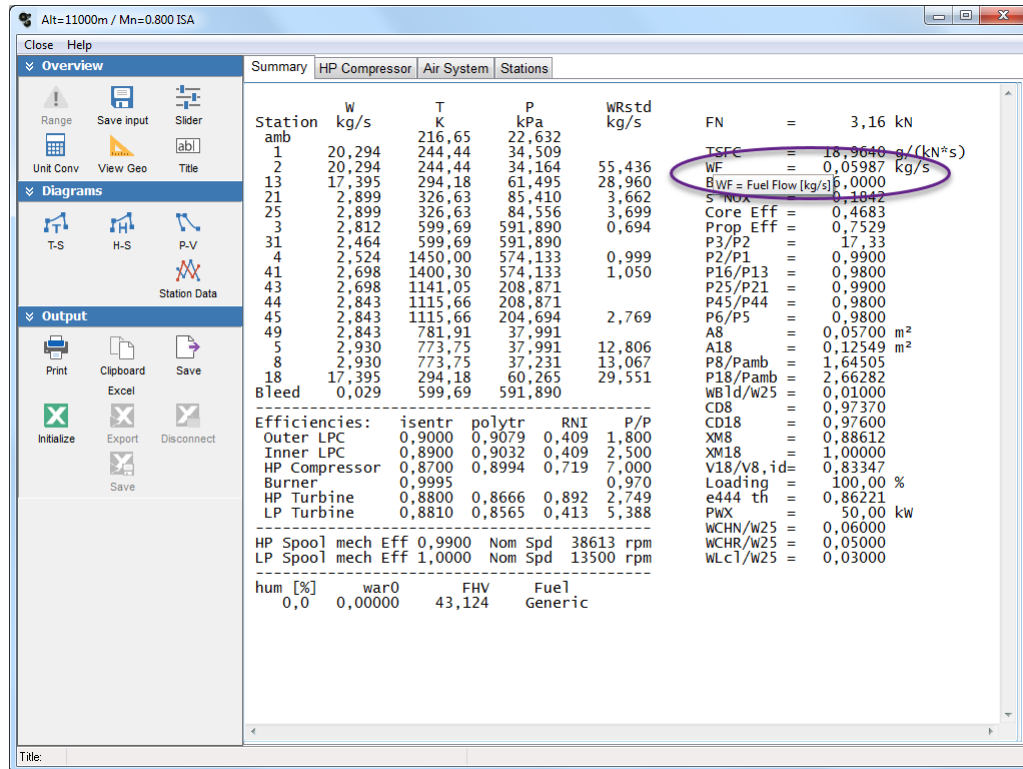 Alt=11000m / Mn=0.800 ISA
Close Help
Overview
Range Save input Slider
Unit Conv View Geo Title
Diagrams
T-S H-S P-V
Station Data
Output
Print Clipboard Save
Excel
Initialize Export Disconnect
Save
Summary HP Compressor Air System Stations
W T P WRstd
Station kg/s K kPa kg/s FN = 3,16 kN
amb 216,65 22,632
1 20,294 244,44 34,509 TSFC = 18,9640 g/(kN*s)
2 20,294 244,44 34,164 55,436 WF = 0,05987 kg/s
13 17,395 294,18 61,495 28,960 B WF = Fuel Flow [kg/s] 6,0000
21 2,899 326,63 85,410 3,662 s NOX = 0,1842
25 2,899 326,63 84,556 3,699 Core Eff = 0,4683
3 2,812 599,69 591,890 0,694 Prop Eff = 0,7529
31 2,464 599,69 591,890 P3/P2 = 17,33
4 2,524 1450,00 574,133 0,999 P2/P1 = 0,9900
41 2,698 1400,30 574,133 1,050 P16/P13 = 0,9800
43 2,698 1141,05 208,871 P25/P21 = 0,9900
44 2,843 1115,66 208,871 P45/P44 = 0,9800
45 2,843 1115,66 204,694 2,769 P6/P5 = 0,9800
49 2,843 781,91 37,991 A8 = 0,05700 m²
5 2,930 773,75 37,991 12,806 A18 = 0,12549 m²
8 2,930 773,75 37,231 13,067 P8/Pamb = 1,64505
18 17,395 294,18 60,265 29,551 P18/Pamb = 2,66282
Bleed 0,029 599,69 591,890 WBld/W25 = 0,01000
CD8 = 0,97370
Efficiencies: isentr polytr RNI P/P CD18 = 0,97600
Outer LPC 0,9000 0,9079 0,409 1,800 XM8 = 0,88612
Inner LPC 0,8900 0,9032 0,409 2,500 XM18 = 1,00000
HP Compressor 0,8700 0,8994 0,719 7,000 V18/V8,id= 0,83347
Burner 0,9995 0,970 Loading = 100,00 %
HP Turbine 0,8800 0,8666 0,892 2,749 e444 th = 0,86221
LP Turbine 0,8810 0,8565 0,413 5,388 PWX = 50,00 kW
WCHN/W25 = 0,06000
HP Spool mech Eff 0,9900 Nom Spd 38613 rpm WCHR/W25 = 0,05000
LP Spool mech Eff 1,0000 Nom Spd 13500 rpm WLcl/W25 = 0,03000
hum [%] war0 FHV Fuel
0,0 0,00000 43,124 Generic
Title: